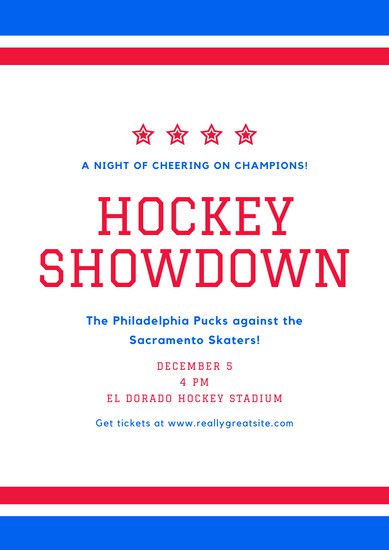 A NIGHT OF CHEERING ON CHAMPIONS!
HOCKEY
SHOWDOWN
The Philadelphia Pucks against the
Sacramento Skaters!
DECEMBER 5
4 PM
EL DORADO HOCKEY STADIUM
Get tickets at www.reallygreatsite.com